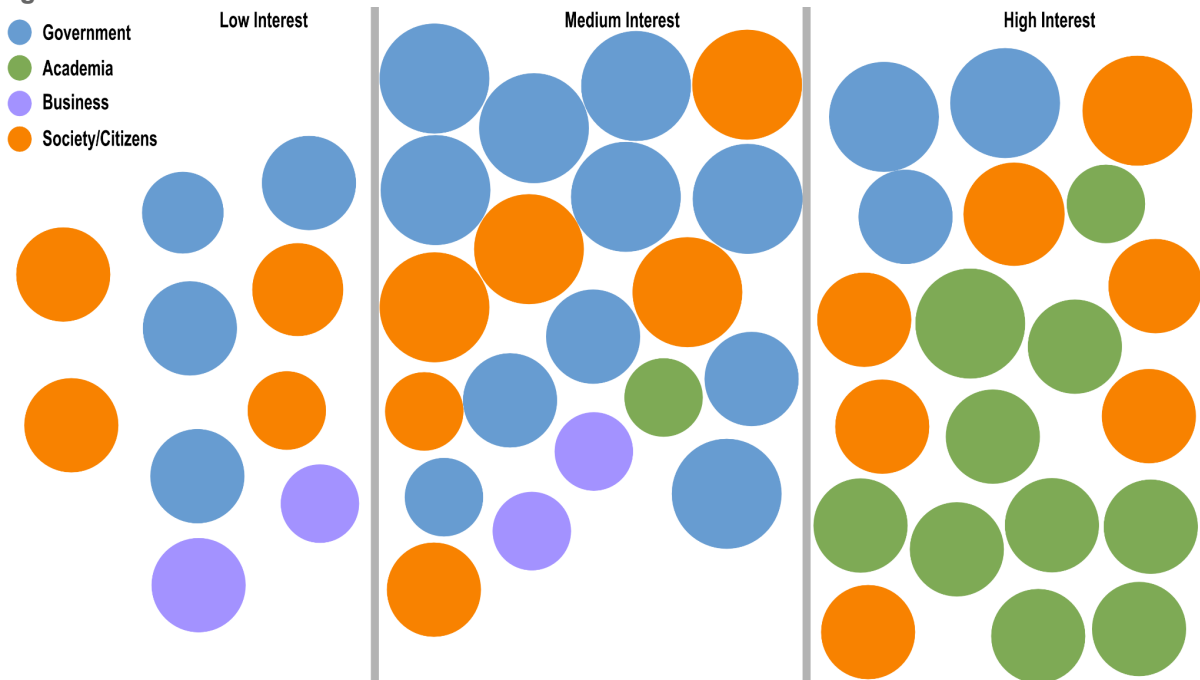 Low Interest
Medium Interest
High Interest
Government
Academia
Business
Society/Citizens